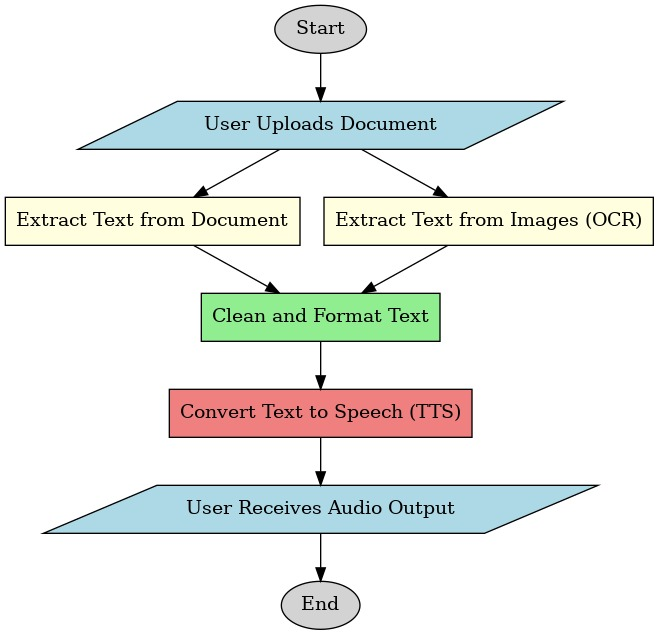 Start
User Uploads Document
Extract Text from Document
Extract Text from Images (OCR)
Clean and Format Text
Convert Text to Speech (TTS)
User Receives Audio Output
End